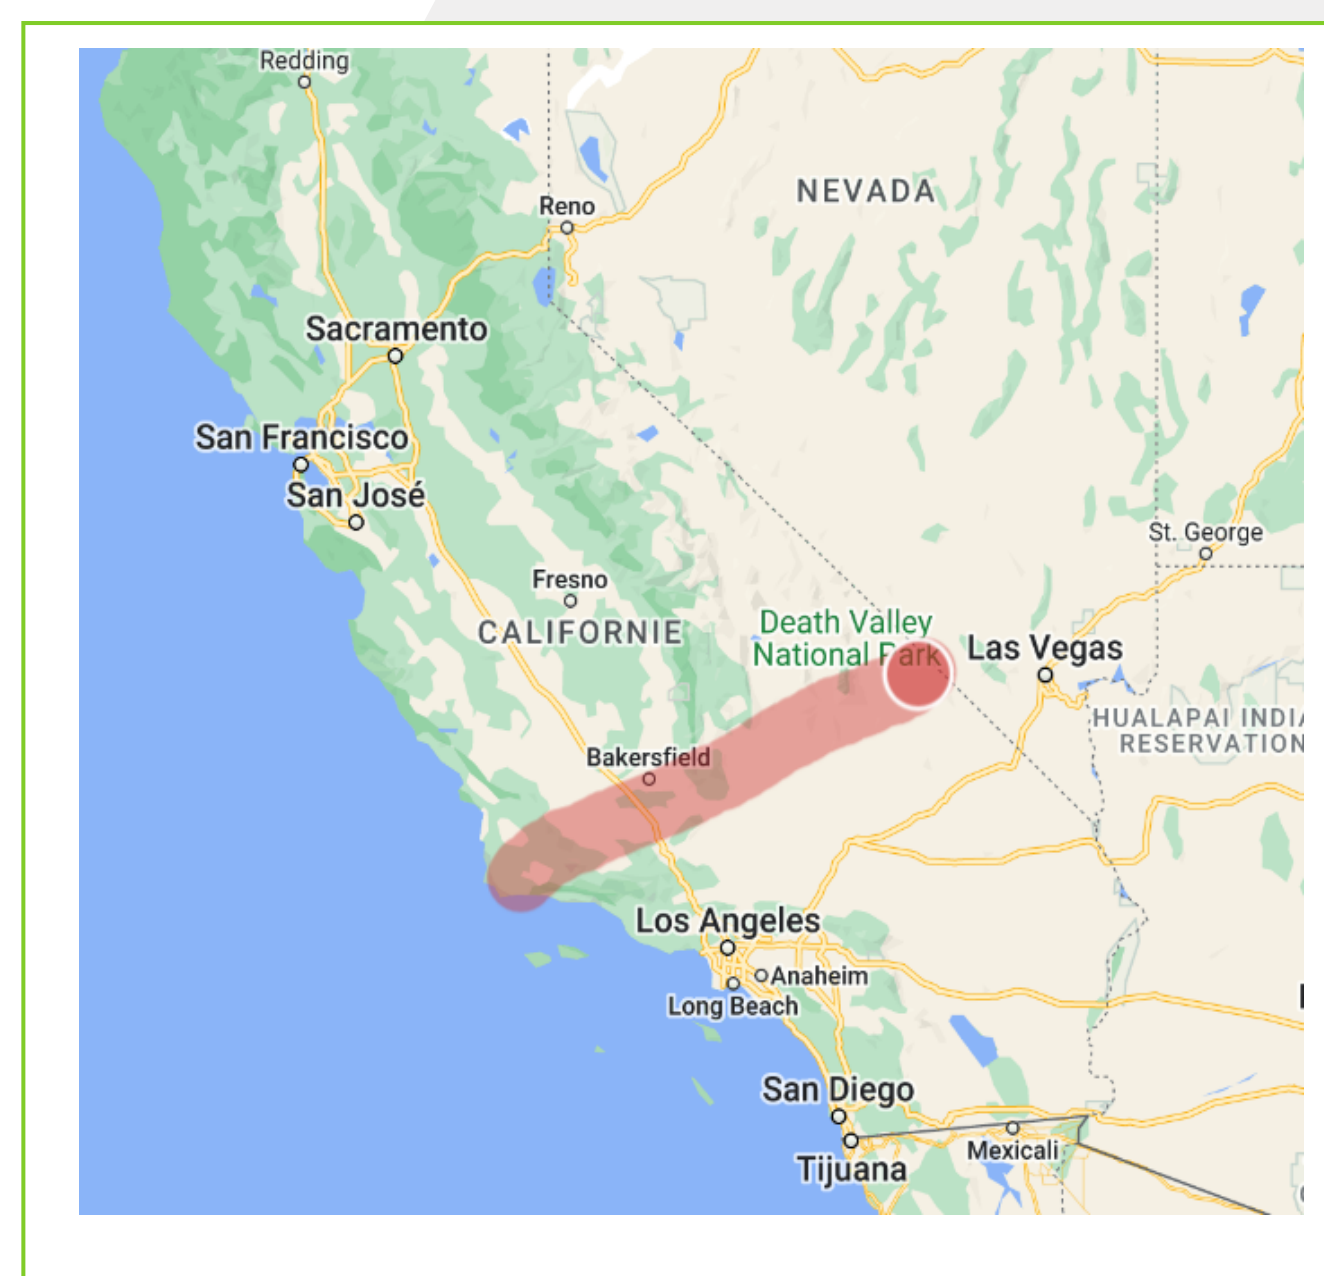 Redding
NEVADA
Reno
Sacramento
San Francisco
San José
St. George
Fresno
CALIFORNIE
Death Valley
National Park
Las Vegas
HUALAPAI INDIA
RESERVATION
Bakersfield
Los Angeles
Anaheim
Long Beach
San Diego
Mexicali
Tijuana